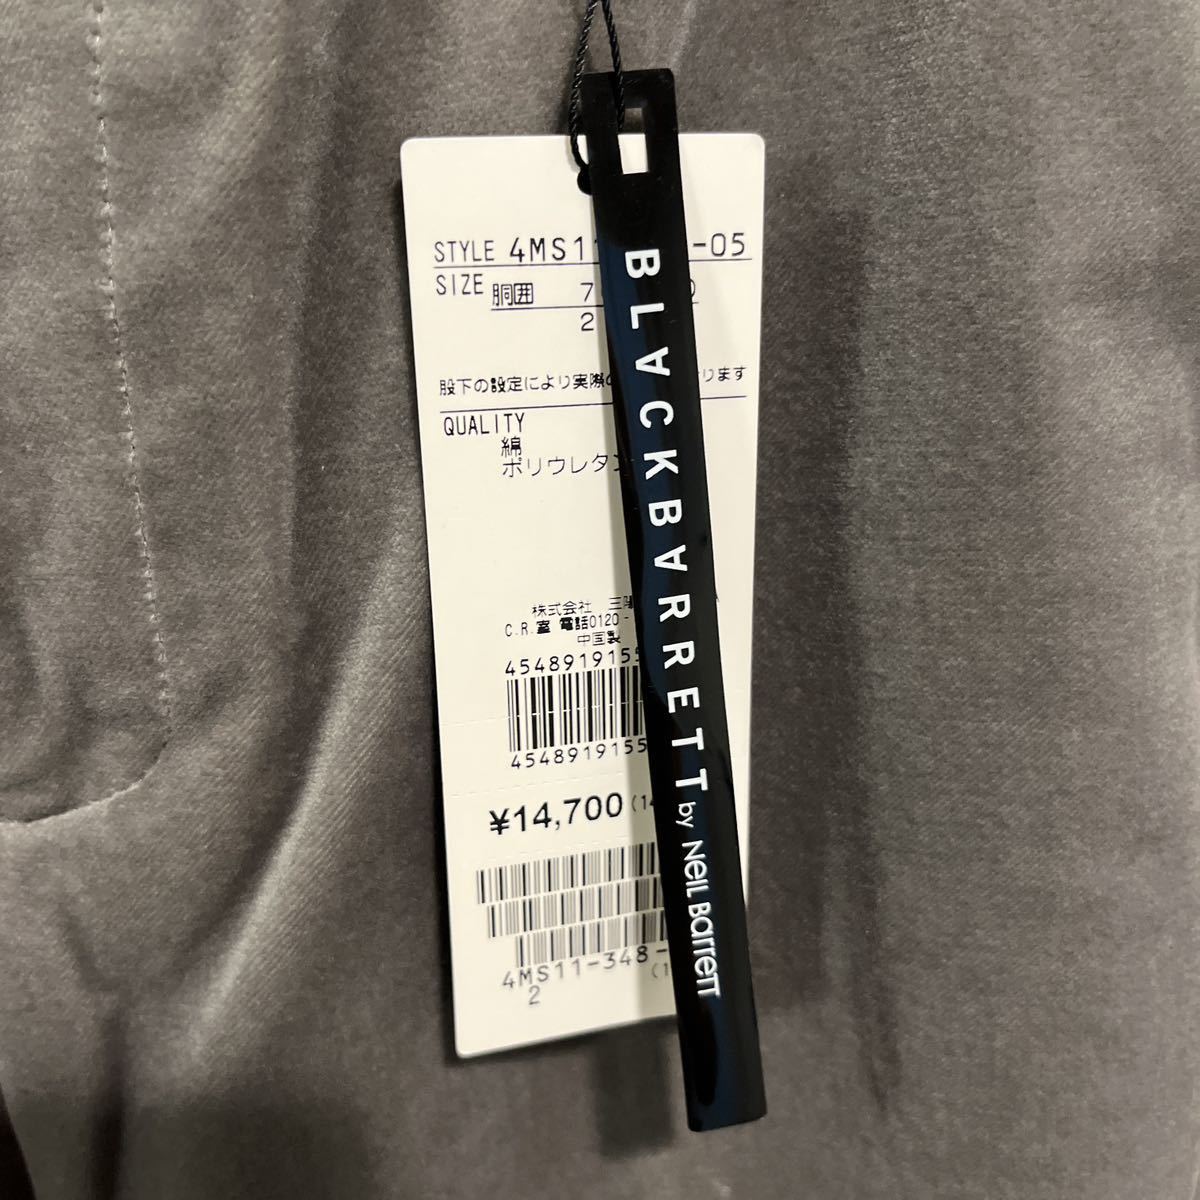 STYLE 4MS11 -05
SIZE 胴囲 7
2
股下の設定により実際の ります
QUALITY
綿
ポリウレタン
株式会社 三陽
C.R.室 電話0120-
中国製
454891915
454891915
¥14,700
4MS11-348-
2
BLACKBARRETT by NEIL BARRETT